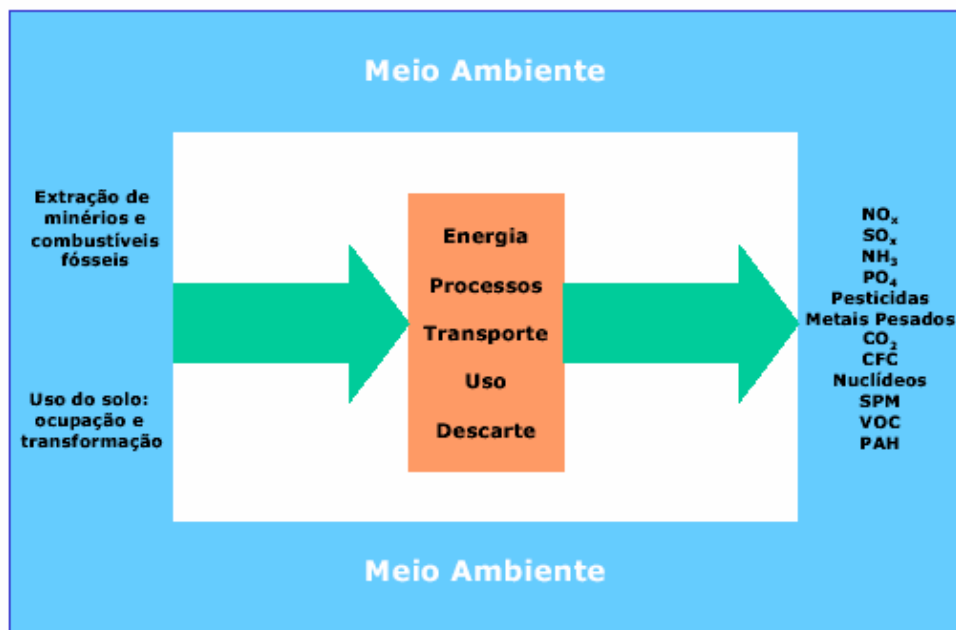 Meio Ambiente
Extração de
minérios e
combustíveis
fósseis
Uso do solo:
ocupação e
transformação
Energia
Processos
Transporte
Uso
Descarte
NOₓ
SOₓ
NH₃
PO₄
Pesticidas
Metais Pesados
CO₂
CFC
Nuclídeos
SPM
VOC
PAH
Meio Ambiente